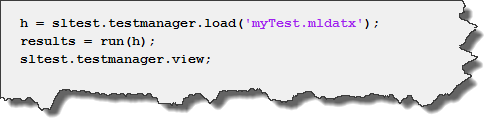 h = sltest.testmanager.load('myTest.mldatx');
results = run(h);
sltest.testmanager.view;